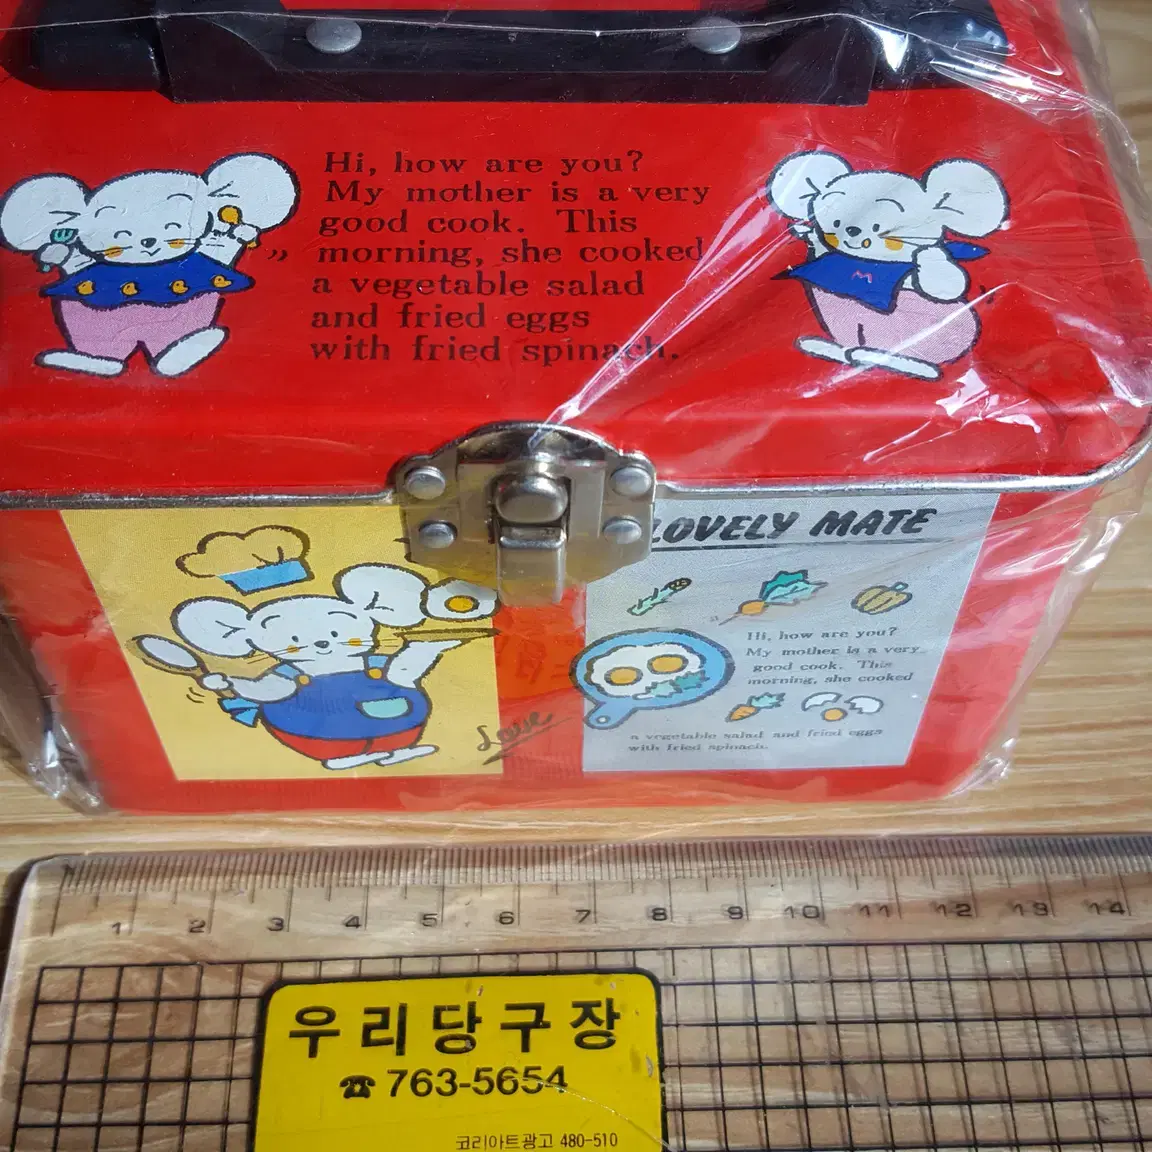 Hi, how are you?
My mother is a very
good cook. This
morning, she cooked
a vegetable salad
and fried eggs
with fried spinach.
M
LOVELY MATE
Hi, how are you?
My mother is a very
good cook. This
morning, she cooked
a vegetable salad and fried eggs
with fried spinach.
1 2 3 4 5 6 7 8 9 10 11 12 13 14
우리당구장
☎ 763-5654
코리아트광고 480-510